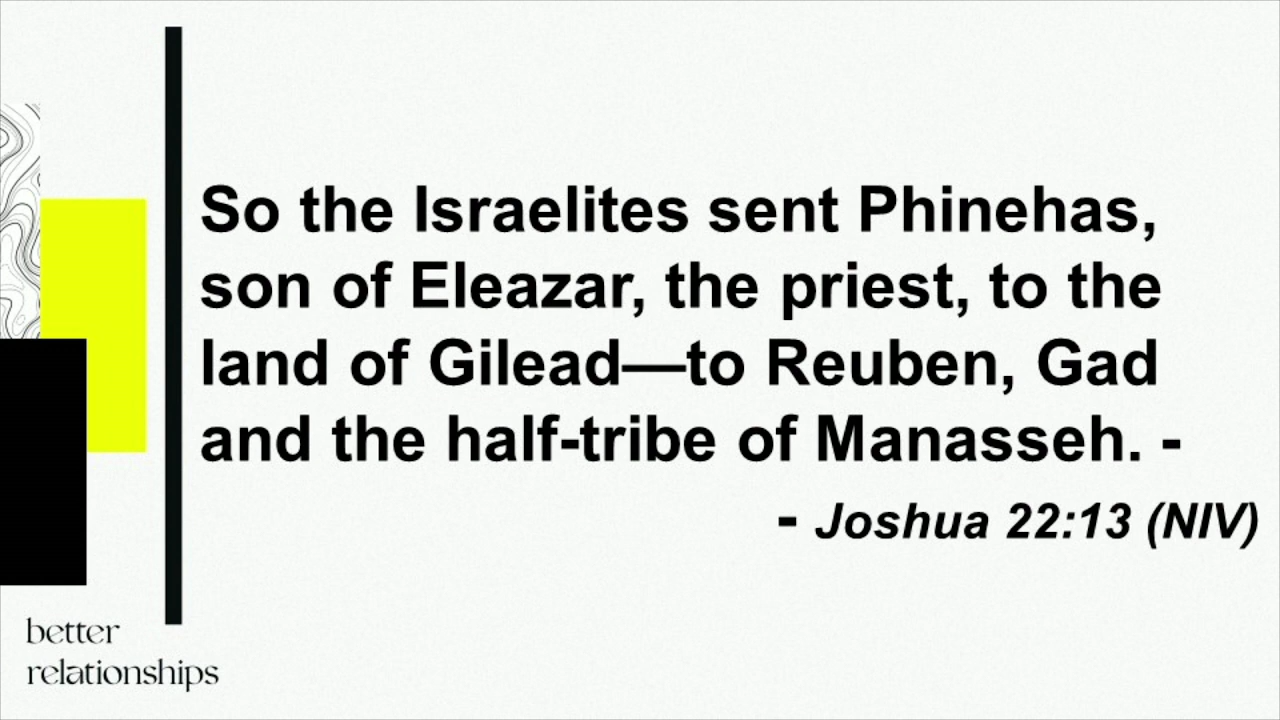 So the Israelites sent Phinehas,
son of Eleazar, the priest, to the
land of Gilead—to Reuben, Gad
and the half-tribe of Manasseh. -
- Joshua 22:13 (NIV)
better
relationships